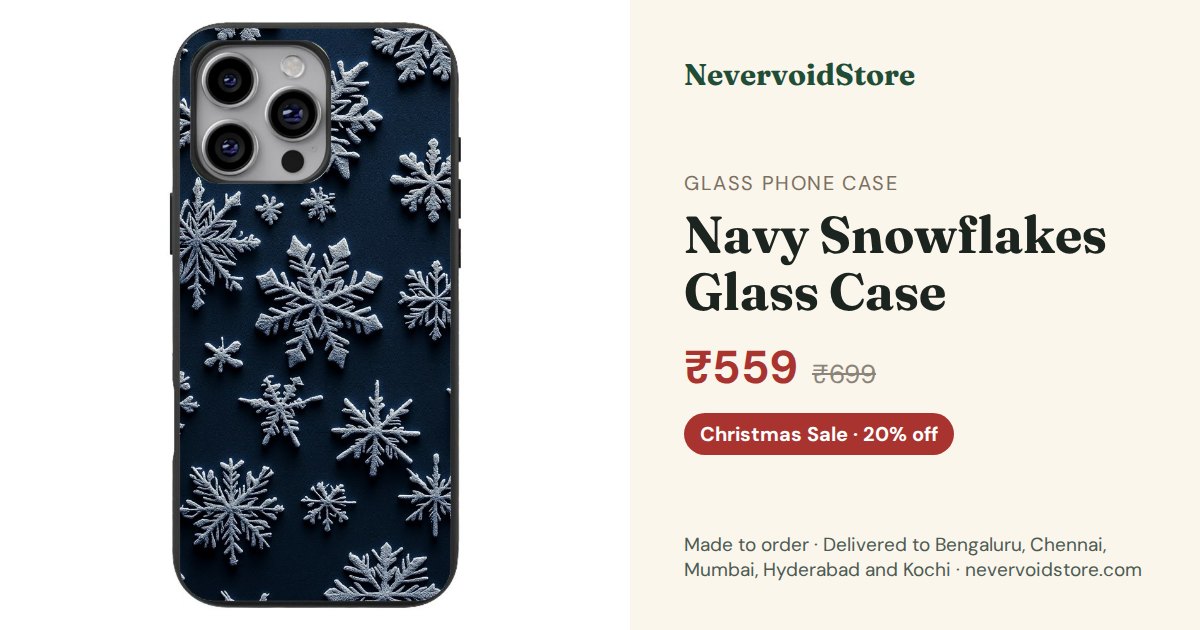 NevervoidStore
GLASS PHONE CASE
Navy Snowflakes
Glass Case
₹559 ₹699
Christmas Sale · 20% off
Made to order · Delivered to Bengaluru, Chennai,
Mumbai, Hyderabad and Kochi · nevervoidstore.com